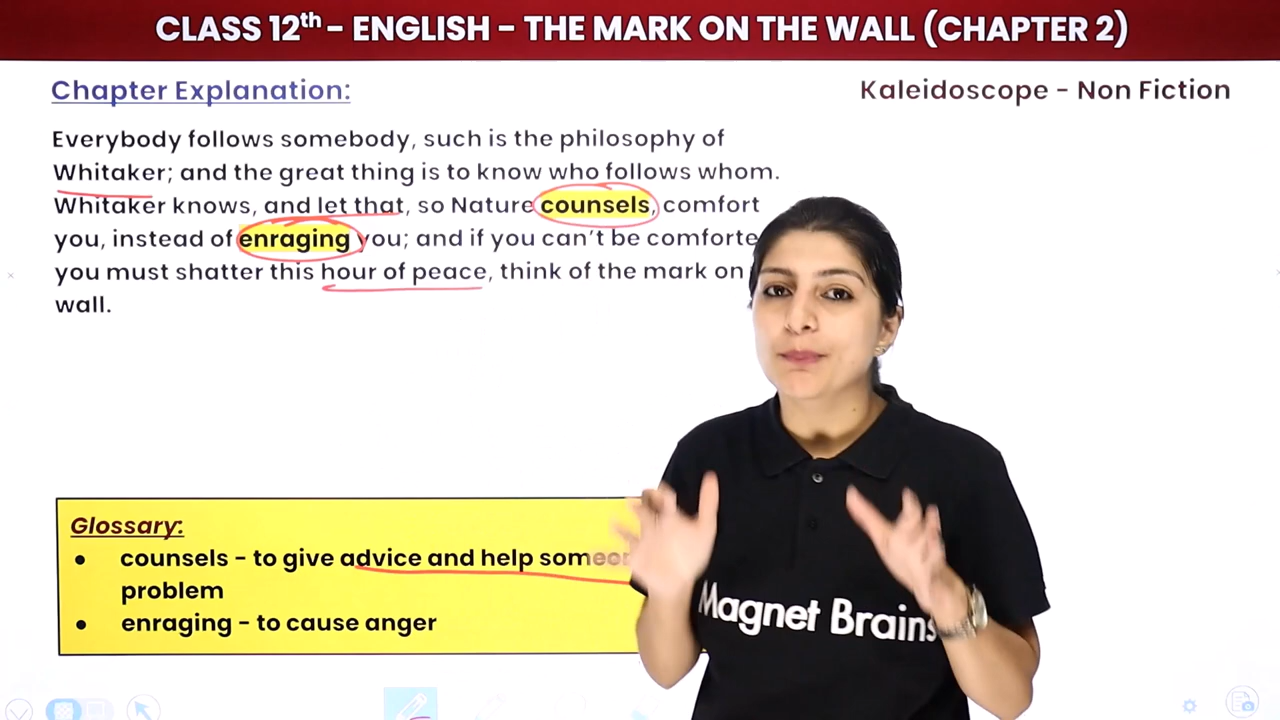 CLASS 12th - ENGLISH - THE MARK ON THE WALL (CHAPTER 2)
Chapter Explanation:
Kaleidoscope - Non Fiction
Everybody follows somebody, such is the philosophy of
Whitaker; and the great thing is to know who follows whom.
Whitaker knows, and let that, so Nature counsels, comfort
you, instead of enraging you; and if you can't be comforte
you must shatter this hour of peace, think of the mark on
wall.
Glossary:
● counsels - to give advice and help
problem
● enraging - to cause anger
Magnet Brains